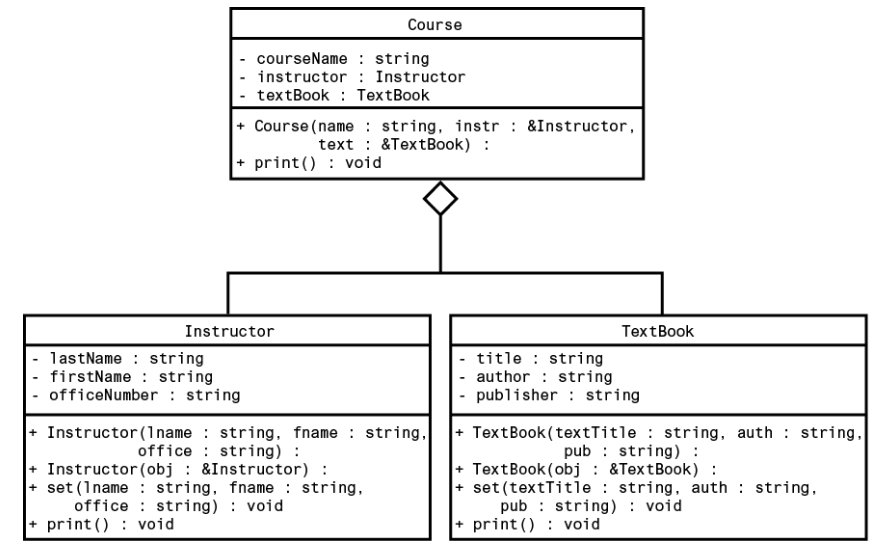 Course
- courseName : string
- instructor : Instructor
- textBook : TextBook
+ Course(name : string, instr : &Instructor,
text : &TextBook) :
+ print() : void
Instructor
- lastName : string
- firstName : string
- officeNumber : string
+ Instructor(lname : string, fname : string,
office : string) :
+ Instructor(obj : &Instructor) :
+ set(lname : string, fname : string,
office : string) : void
+ print() : void
TextBook
- title : string
- author : string
- publisher : string
+ TextBook(textTitle : string, auth : string,
pub : string) :
+ TextBook(obj : &TextBook) :
+ set(textTitle : string, auth : string,
pub : string) : void
+ print() : void